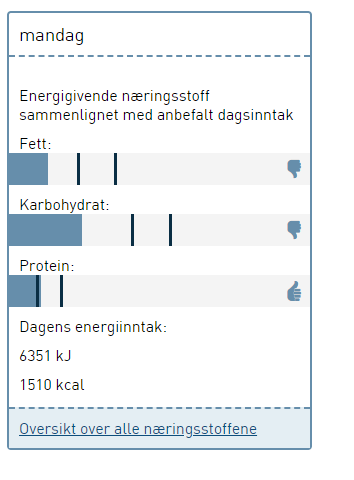 mandag
Energigivende næringsstoff
sammenlignet med anbefalt dagsinntak
Fett:
Karbohydrat:
Protein:
Dagens energiinntak:
6351 kJ
1510 kcal
Oversikt over alle næringsstoffene